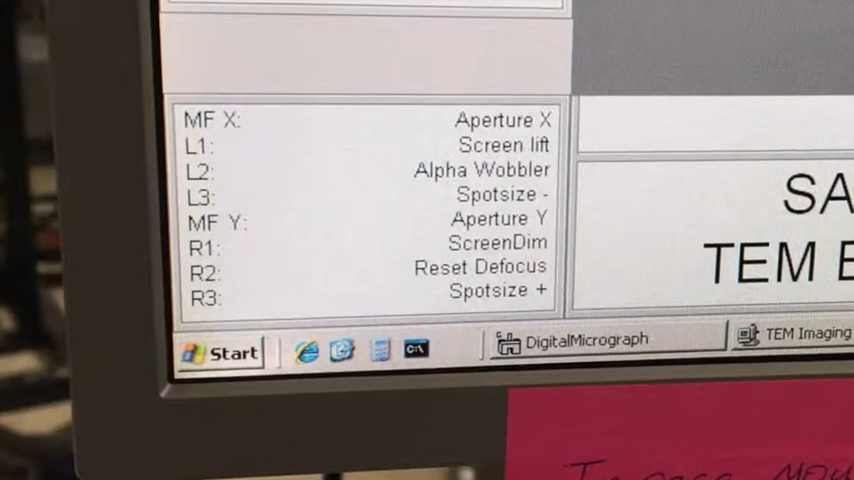 MF X: Aperture X
L1: Screen lift
L2: Alpha Wobbler
L3: Spotsize -
MF Y: Aperture Y
R1: ScreenDim
R2: Reset Defocus
R3: Spotsize +
SA
TEM B
Start
C:\
DigitalMicrograph
TEM Imaging